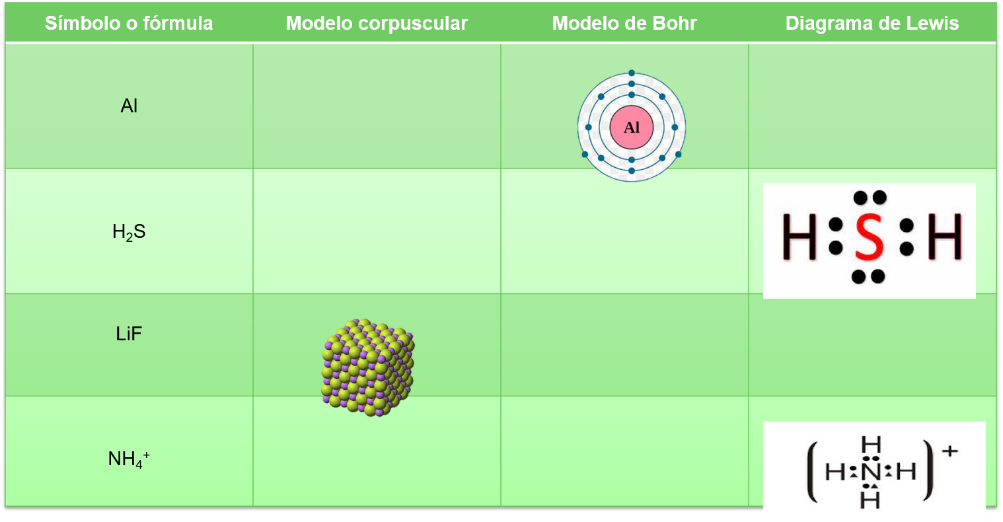 Símbolo o fórmula Modelo corpuscular Modelo de Bohr Diagrama de Lewis
Al
Al
H₂S
H S H
LiF
NH₄⁺
H
( H N H ) +
H